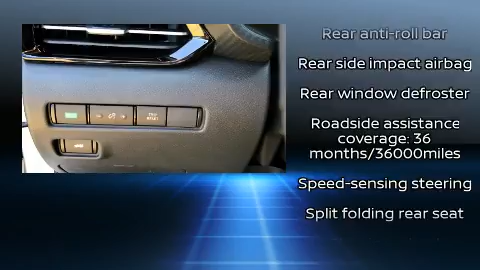 Rear anti-roll bar
Rear side impact airbag
Rear window defroster
Roadside assistance
coverage: 36
months/36000miles
Speed-sensing steering
Split folding rear seat